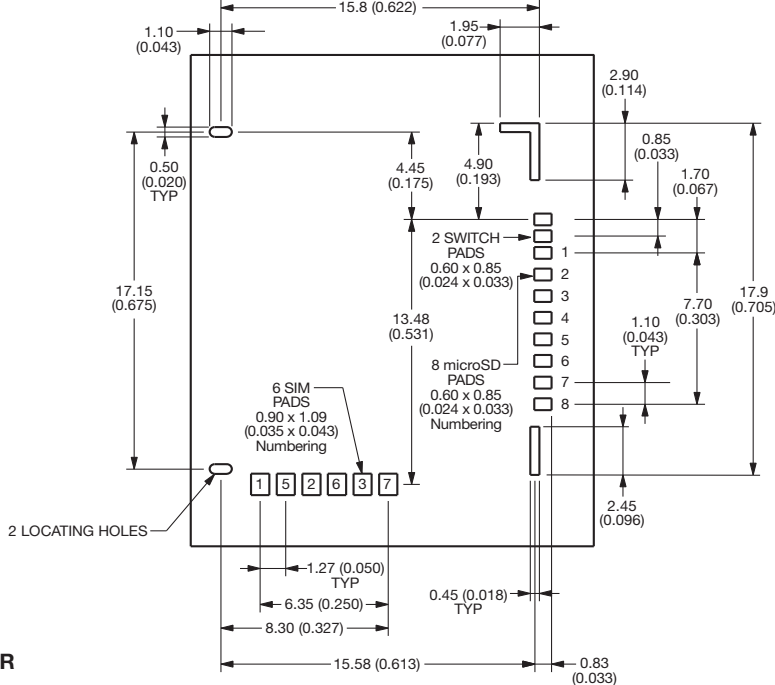 15.8 (0.622)
1.10
(0.043)
1.95
(0.077)
2.90
(0.114)
0.50
(0.020)
TYP
4.45
(0.175)
4.90
(0.193)
0.85
(0.033)
1.70
(0.067)
2 SWITCH
PADS
0.60 x 0.85
(0.024 x 0.033)
1
2
3
4
5
6
7
8
17.15
(0.675)
13.48
(0.531)
7.70
(0.303)
17.9
(0.705)
1.10
(0.043)
TYP
8 microSD
PADS
0.60 x 0.85
(0.024 x 0.033)
Numbering
6 SIM
PADS
0.90 x 1.09
(0.035 x 0.043)
Numbering
1 5 2 6 3 7
2.45
(0.096)
2 LOCATING HOLES
1.27 (0.050)
TYP
0.45 (0.018)
TYP
6.35 (0.250)
8.30 (0.327)
R
15.58 (0.613)
0.83
(0.033)